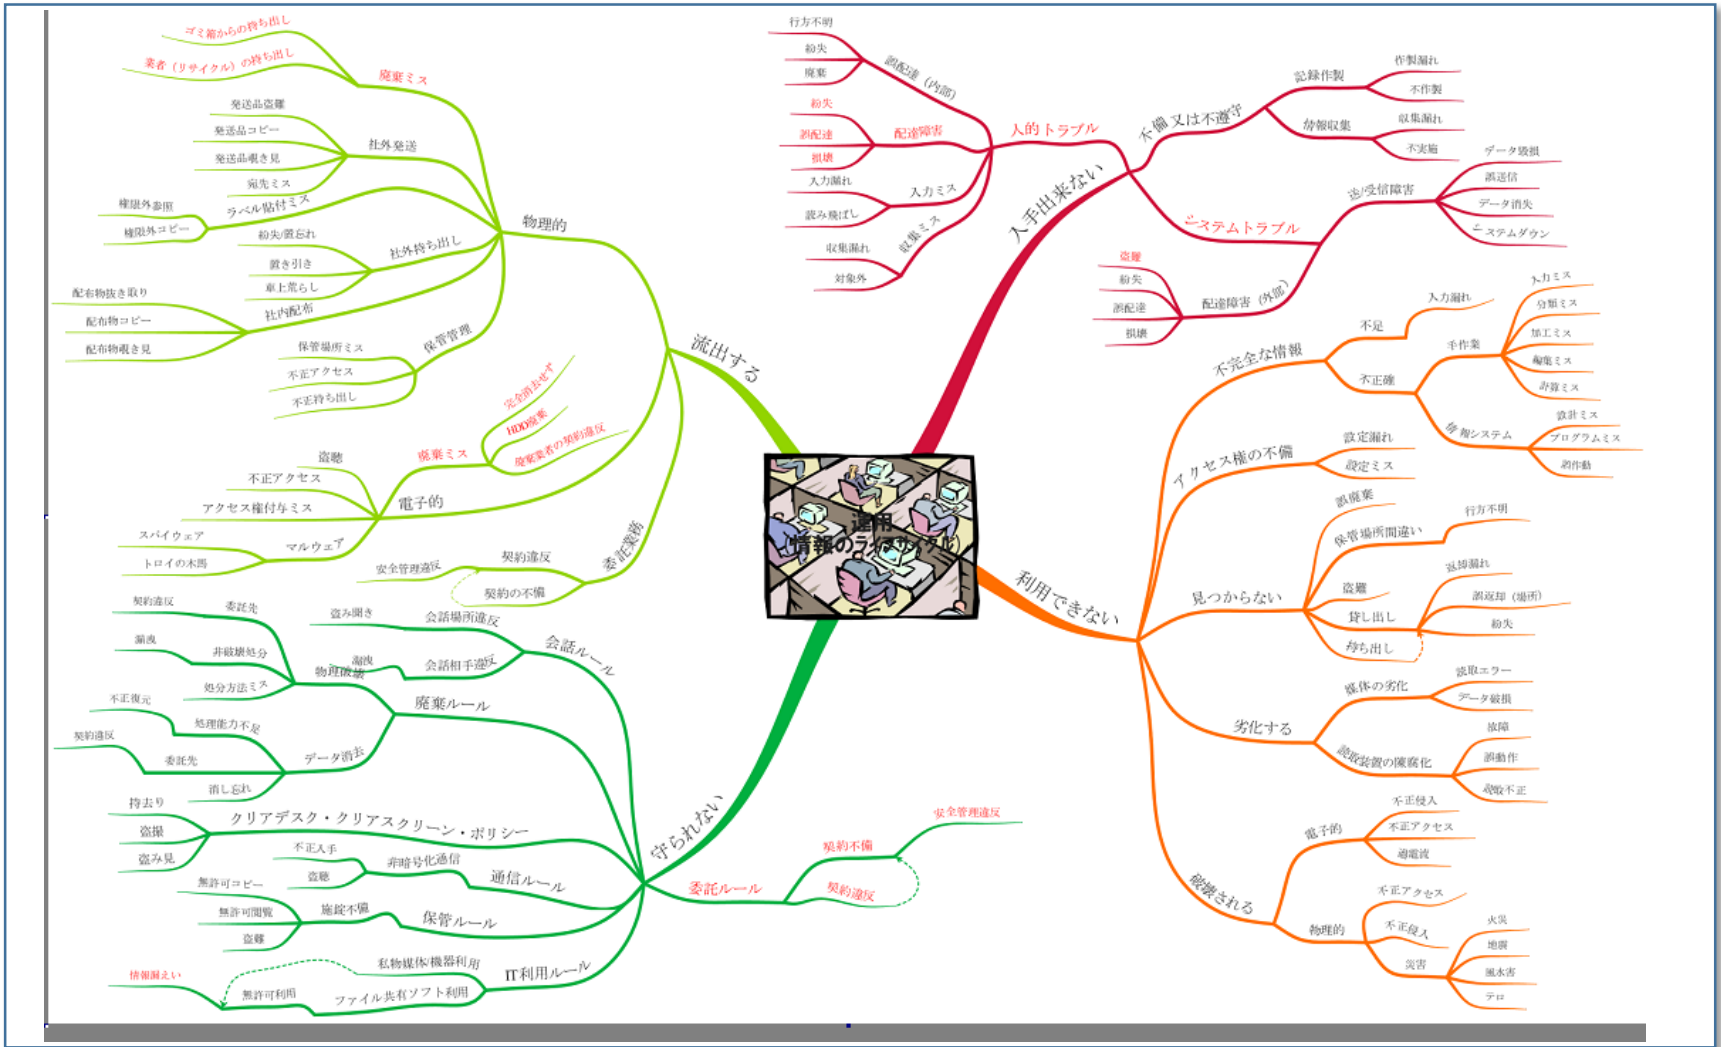 運用
情報のライフサイクル
流出する
物理的
廃棄ミス
ゴミ箱からの持ち出し
業者（リサイクル）の持ち出し
社外発送
発送品盗難
発送品コピー
発送品覗き見
宛先ミス
ラベル貼付ミス
権限外参照
権限外コピー
社外持ち出し
紛失/置忘れ
置き引き
車上荒らし
社内配布
配布物抜き取り
配布物コピー
配布物覗き見
保管管理
保管場所ミス
不正アクセス
不正持ち出し
電子的
廃棄ミス
完全消去せず
HDD廃棄
廃棄業者の契約違反
盗聴
不正アクセス
アクセス権付与ミス
マルウェア
スパイウェア
トロイの木馬
委託業務
契約違反
安全管理違反
契約の不備
守られない
会話ルール
会話場所違反
盗み聞き
会話相手違反
漏洩
廃棄ルール
物理破壊
委託先
契約違反
非破壊処分
漏洩
処分方法ミス
データ消去
処理能力不足
不正復元
委託先
契約違反
消し忘れ
クリアデスク・クリアスクリーン・ポリシー
持去り
盗撮
盗み見
通信ルール
非暗号化通信
不正入手
盗聴
保管ルール
施錠不備
無許可コピー
無許可閲覧
盗難
IT利用ルール
私物媒体/機器利用
ファイル共有ソフト利用
無許可利用
情報漏えい
委託ルール
契約不備
安全管理違反
契約違反
入手出来ない
人的トラブル
誤配達（内部）
行方不明
紛失
廃棄
配達障害
紛失
誤配達
損壊
入力ミス
入力漏れ
読み飛ばし
収集ミス
収集漏れ
対象外
不備又は不遵守
記録作製
作製漏れ
不作製
情報収集
収集漏れ
不実施
システムトラブル
送/受信障害
データ毀損
誤送信
データ消失
システムダウン
配達障害（外部）
盗難
紛失
誤配達
損壊
利用できない
不完全な情報
不足
入力漏れ
不正確
手作業
入力ミス
分類ミス
加工ミス
編集ミス
計算ミス
情報システム
設計ミス
プログラムミス
誤作動
アクセス権の不備
設定漏れ
設定ミス
見つからない
誤廃棄
保管場所間違い
行方不明
盗難
貸し出し
返却漏れ
誤返却（場所）
紛失
持ち出し
劣化する
媒体の劣化
読取エラー
データ破損
読取装置の陳腐化
故障
誤動作
読取不正
破壊される
電子的
不正侵入
不正アクセス
過電流
物理的
不正アクセス
不正侵入
災害
火災
地震
風水害
テロ